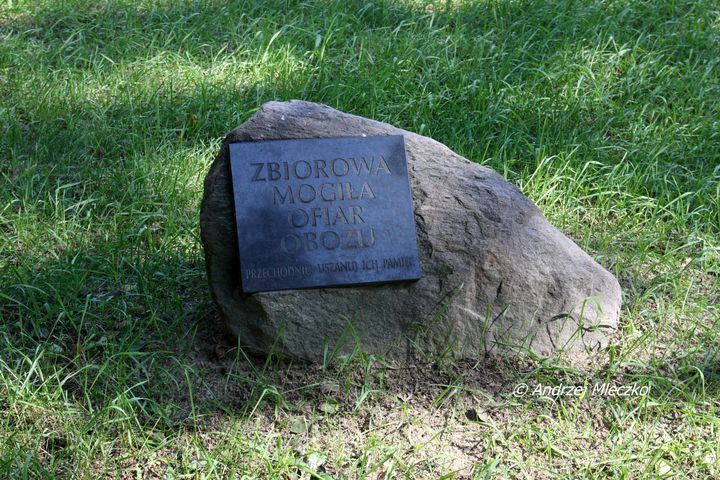 ZBIOROWA
MOGIŁA
OFIAR
OBOZU
PRZECHODNIU USZANUJ ICH PAMIĘĆ
© Andrzej Mleczko